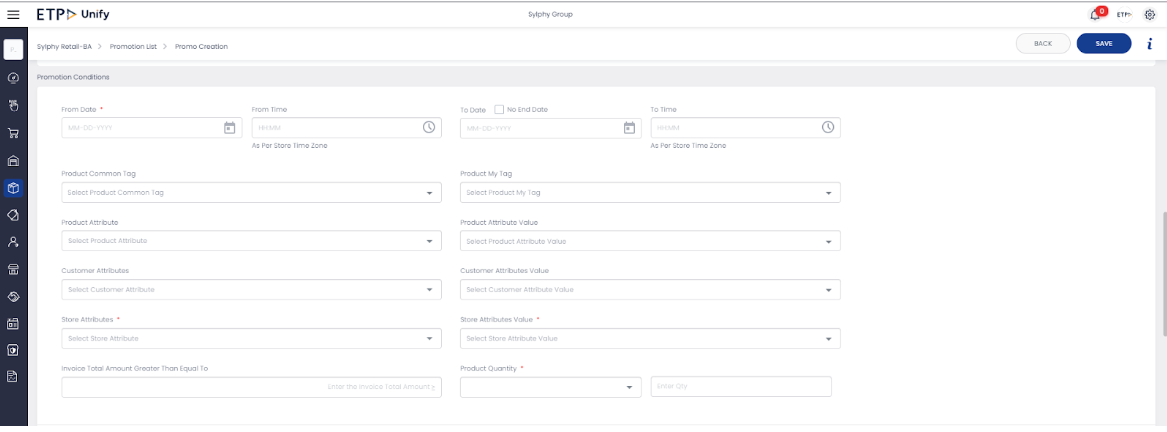 ETP Unify
Sylphy Group
0
ETP
Sylphy Retail-BA > Promotion List > Promo Creation
BACK
SAVE
i
Promotion Conditions
From Date *
From Time
To Date
No End Date
To Time
MM-DD-YYYY
HH:MM
MM-DD-YYYY
HH:MM
As Per Store Time Zone
As Per Store Time Zone
Product Common Tag
Product My Tag
Select Product Common Tag
Select Product My Tag
Product Attribute
Product Attribute Value
Select Product Attribute
Select Product Attribute Value
Customer Attributes
Customer Attributes Value
Select Customer Attribute
Select Customer Attribute Value
Store Attributes *
Store Attributes Value *
Select Store Attribute
Select Store Attribute Value
Invoice Total Amount Greater Than Equal To
Product Quantity *
Enter the Invoice Total Amount
Enter Qty